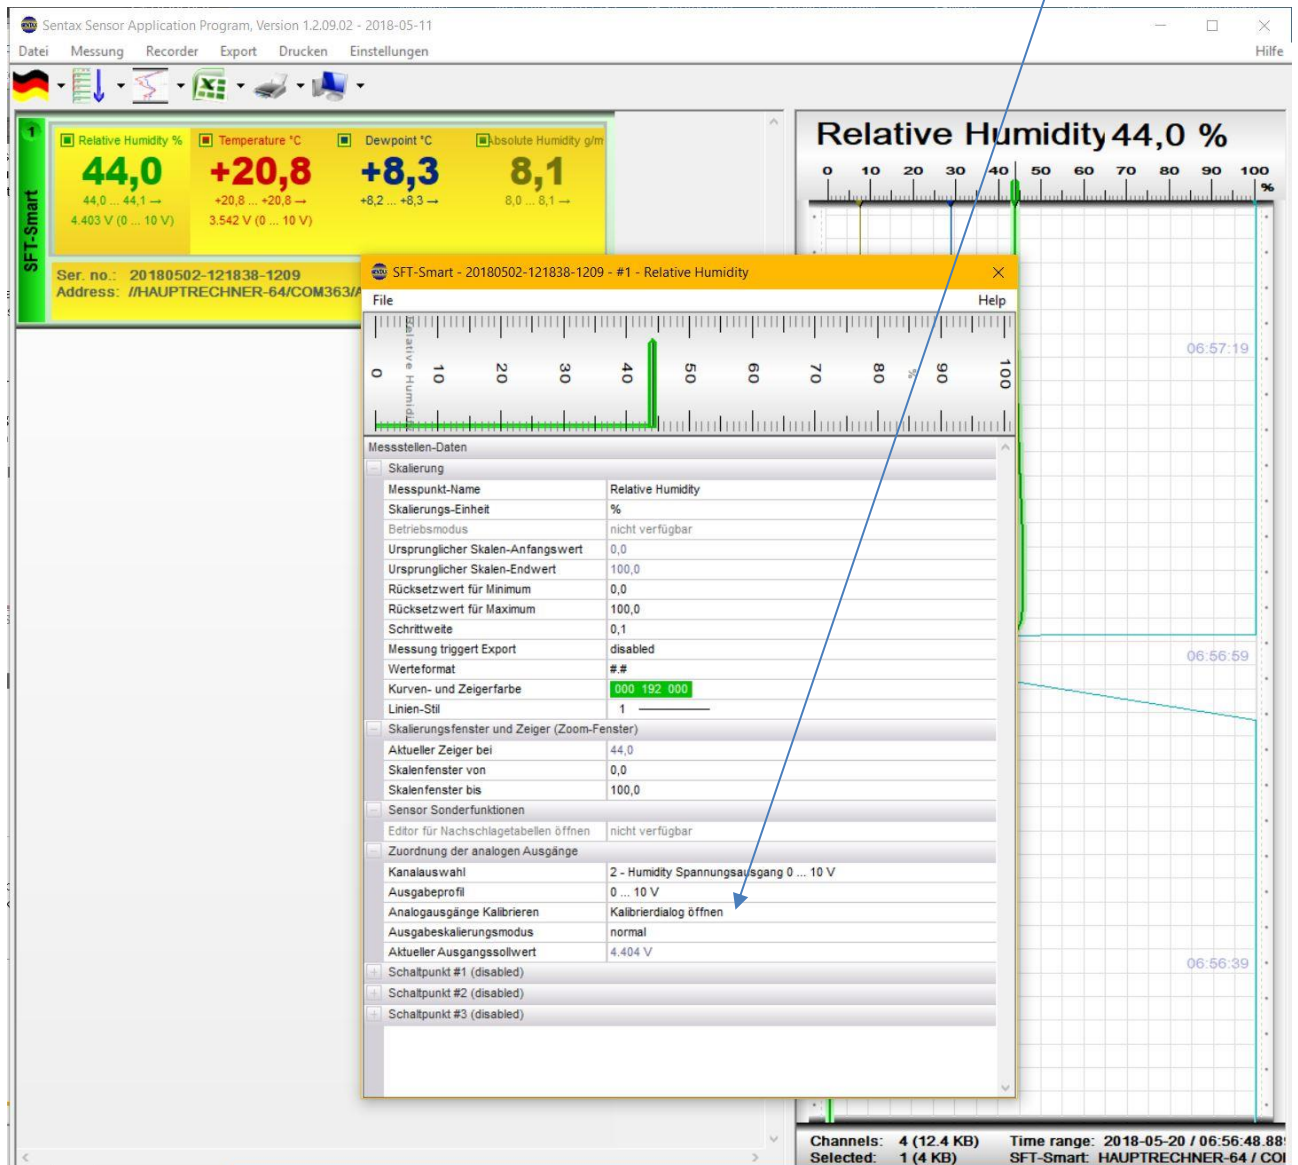 Sentax Sensor Application Program, Version 1.2.09.02 - 2018-05-11
Datei Messung Recorder Export Drucken Einstellungen Hilfe
1
SFT-Smart
Relative Humidity % Temperature °C Dewpoint °C Absolute Humidity g/m
44,0 +20,8 +8,3 8,1
44,0 ... 44,1 → +20,8 ... +20,8 → +8,2 ... +8,3 → 8,0 ... 8,1 →
4.403 V (0 ... 10 V) 3.542 V (0 ... 10 V)
Ser. no.: 20180502-121838-1209
Address: //HAUPTRECHNER-64/COM363/A
Relative Humidity 44,0 %
0 10 20 30 40 50 60 70 80 90 100
%
06:57:19
06:56:59
06:56:39
SFT-Smart - 20180502-121838-1209 - #1 - Relative Humidity
File Help
Relative Humidity
0 10 20 30 40 50 60 70 80 % 90 100
Messstellen-Daten
Skalierung
Messpunkt-Name Relative Humidity
Skalierungs-Einheit %
Betriebsmodus nicht verfügbar
Ursprunglicher Skalen-Anfangswert 0,0
Ursprunglicher Skalen-Endwert 100,0
Rücksetzwert für Minimum 0,0
Rücksetzwert für Maximum 100,0
Schrittweite 0,1
Messung triggert Export disabled
Werteformat #.#
Kurven- und Zeigerfarbe 000 192 000
Linien-Stil 1
Skalierungsfenster und Zeiger (Zoom-Fenster)
Aktueller Zeiger bei 44,0
Skalenfenster von 0,0
Skalenfenster bis 100,0
Sensor Sonderfunktionen
Editor für Nachschlagetabellen öffnen nicht verfügbar
Zuordnung der analogen Ausgänge
Kanalauswahl 2 - Humidity Spannungsausgang 0 ... 10 V
Ausgabeprofil 0 ... 10 V
Analogausgänge Kalibrieren Kalibrierdialog öffnen
Ausgabeskalierungsmodus normal
Aktueller Ausgangssollwert 4.404 V
Schaltpunkt #1 (disabled)
Schaltpunkt #2 (disabled)
Schaltpunkt #3 (disabled)
Channels: 4 (12.4 KB) Time range: 2018-05-20 / 06:56:48.88
Selected: 1 (4 KB) SFT-Smart: HAUPTRECHNER-64 / COI